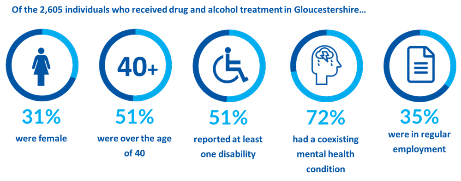 Of the 2,605 individuals who received drug and alcohol treatment in Gloucestershire...
40+
31% 51% 51% 72% 35%
were female were over the age reported at least had a coexisting were in regular
of 40 one disability mental health employment
condition